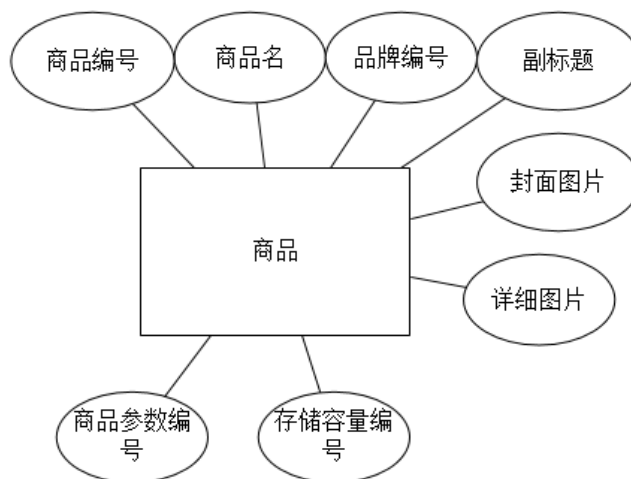 商品编号
商品名
品牌编号
副标题
封面图片
商品
详细图片
商品参数编
号
存储容量编
号